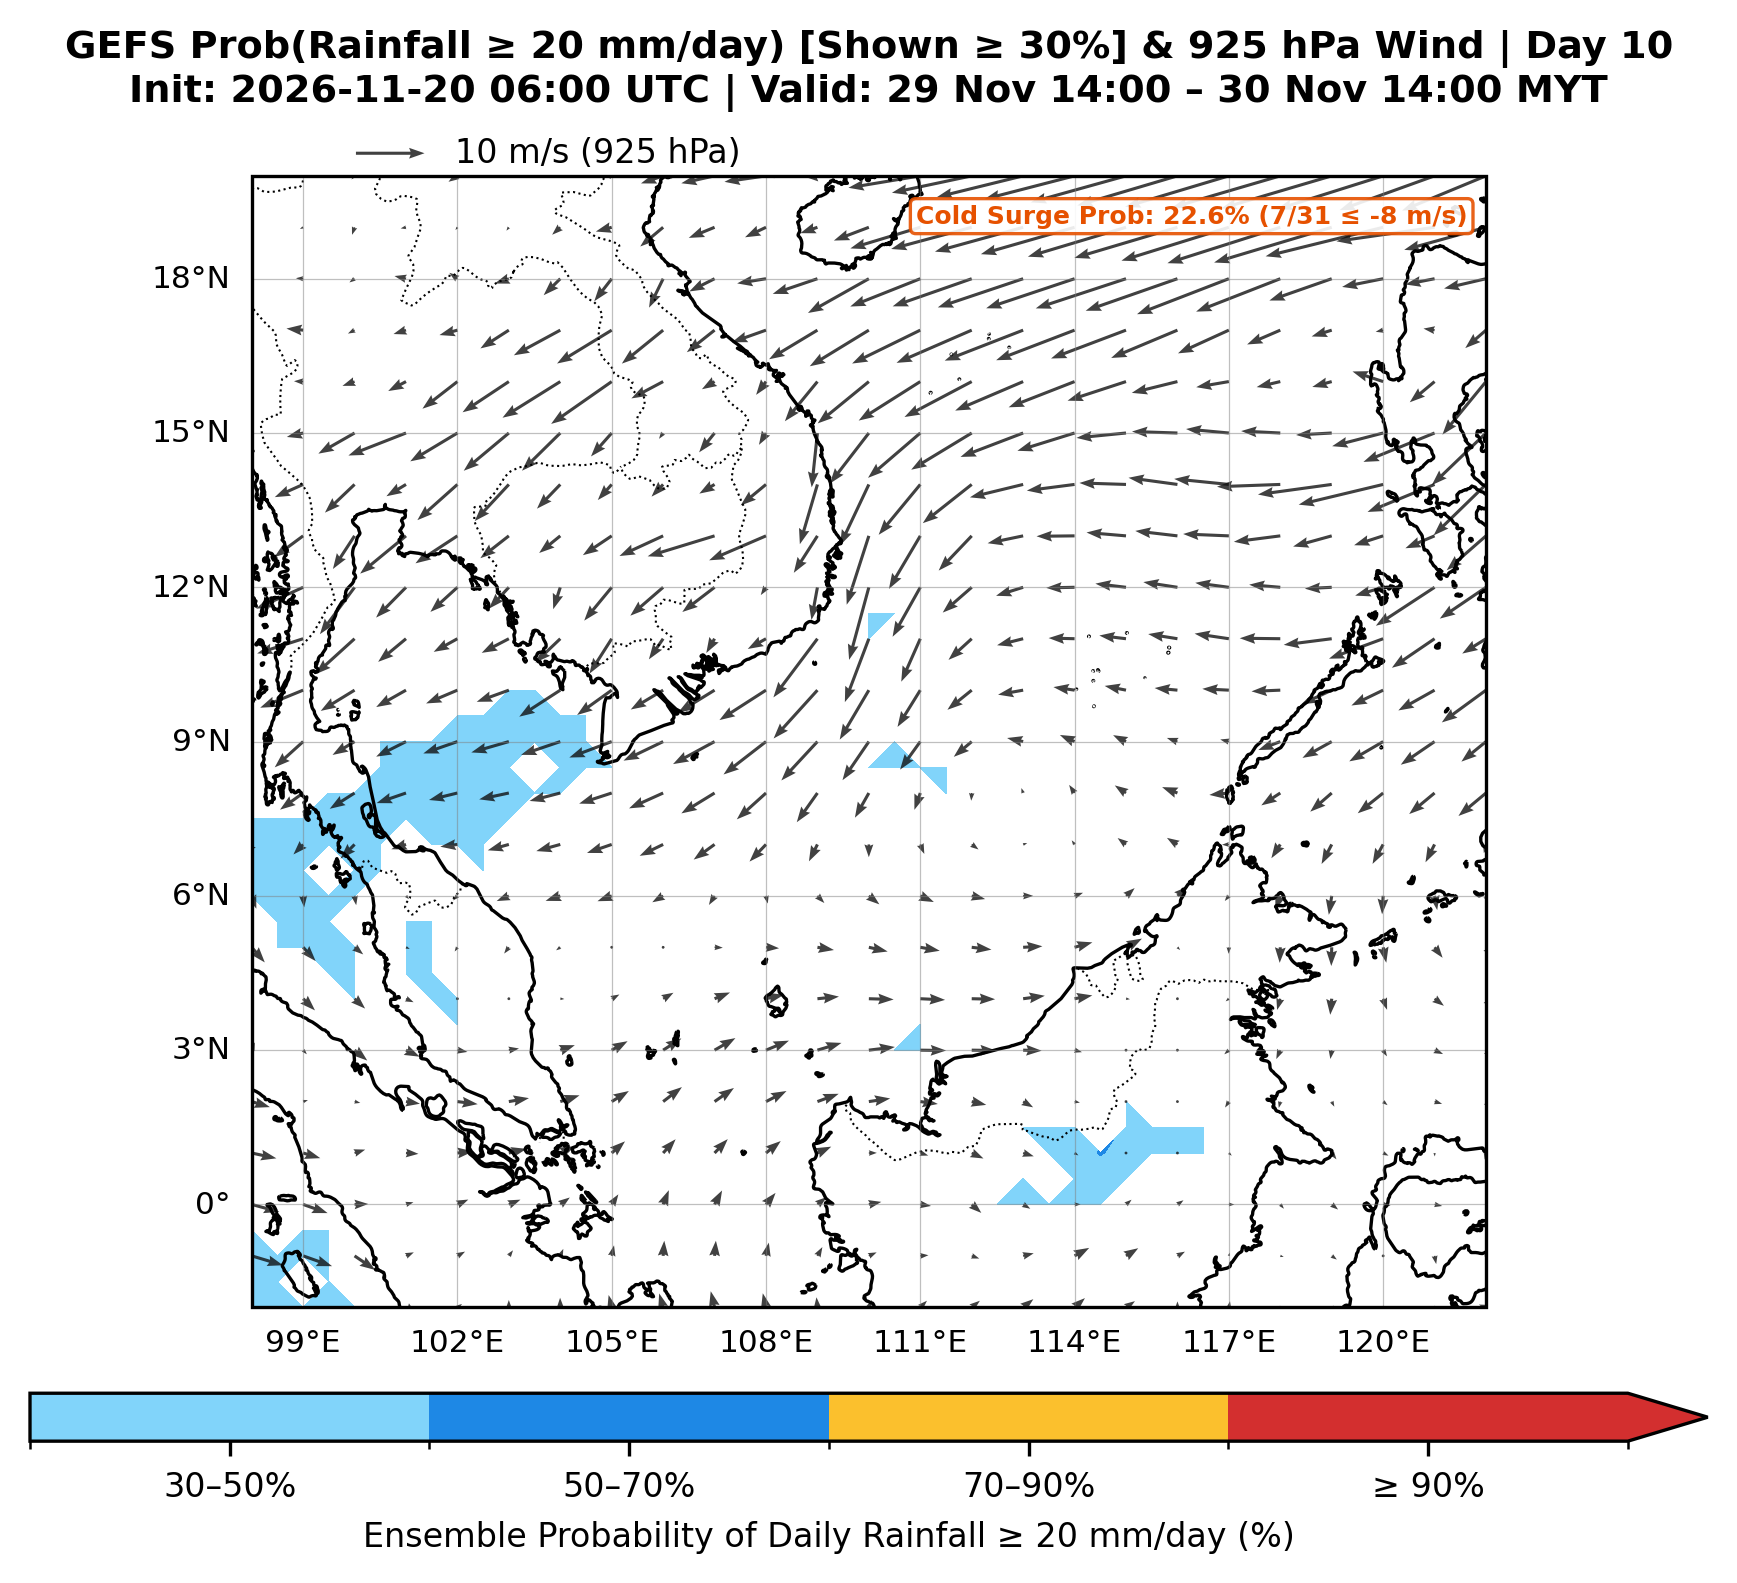 GEFS Prob(Rainfall ≥ 20 mm/day) [Shown ≥ 30%] & 925 hPa Wind | Day 10
Init: 2026-11-20 06:00 UTC | Valid: 29 Nov 14:00 – 30 Nov 14:00 MYT
10 m/s (925 hPa)
Cold Surge Prob: 22.6% (7/31 ≤ -8 m/s)
18°N
15°N
12°N
9°N
6°N
3°N
0°
99°E 102°E 105°E 108°E 111°E 114°E 117°E 120°E
30–50% 50–70% 70–90% ≥ 90%
Ensemble Probability of Daily Rainfall ≥ 20 mm/day (%)